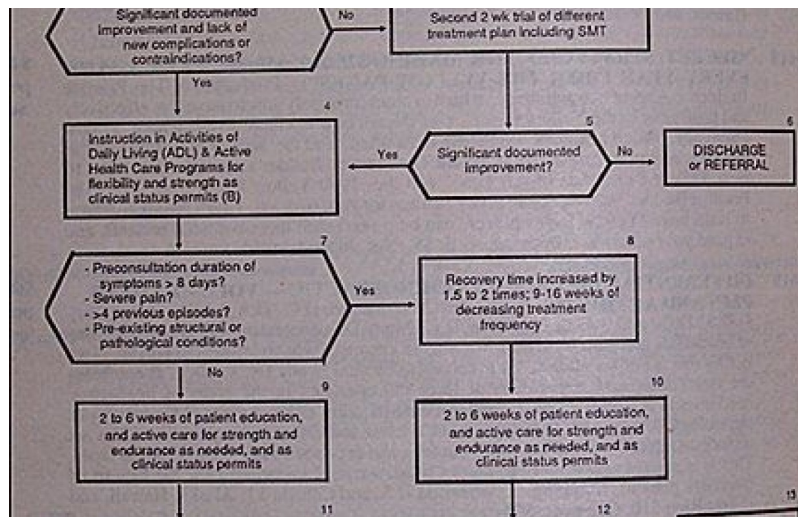 Significant documented
improvement and lack of
new complications or
contraindications?
No
Second 2 wk trial of different
treatment plan including SMT
Yes
4
Instruction in Activities of
Daily Living (ADL) & Active
Health Care Programs for
flexibility and strength as
clinical status permits (B)
Yes
5
Significant documented
improvement?
No
6
DISCHARGE
or REFERRAL
7
- Preconsultation duration of
symptoms > 8 days?
- Severe pain?
- >4 previous episodes?
- Pre-existing structural or
pathological conditions?
Yes
8
Recovery time increased by
1.5 to 2 times; 9-16 weeks of
decreasing treatment
frequency
No
9
2 to 6 weeks of patient education,
and active care for strength and
endurance as needed, and as
clinical status permits
10
2 to 6 weeks of patient education,
and active care for strength and
endurance as needed, and as
clinical status permits
11
12
13